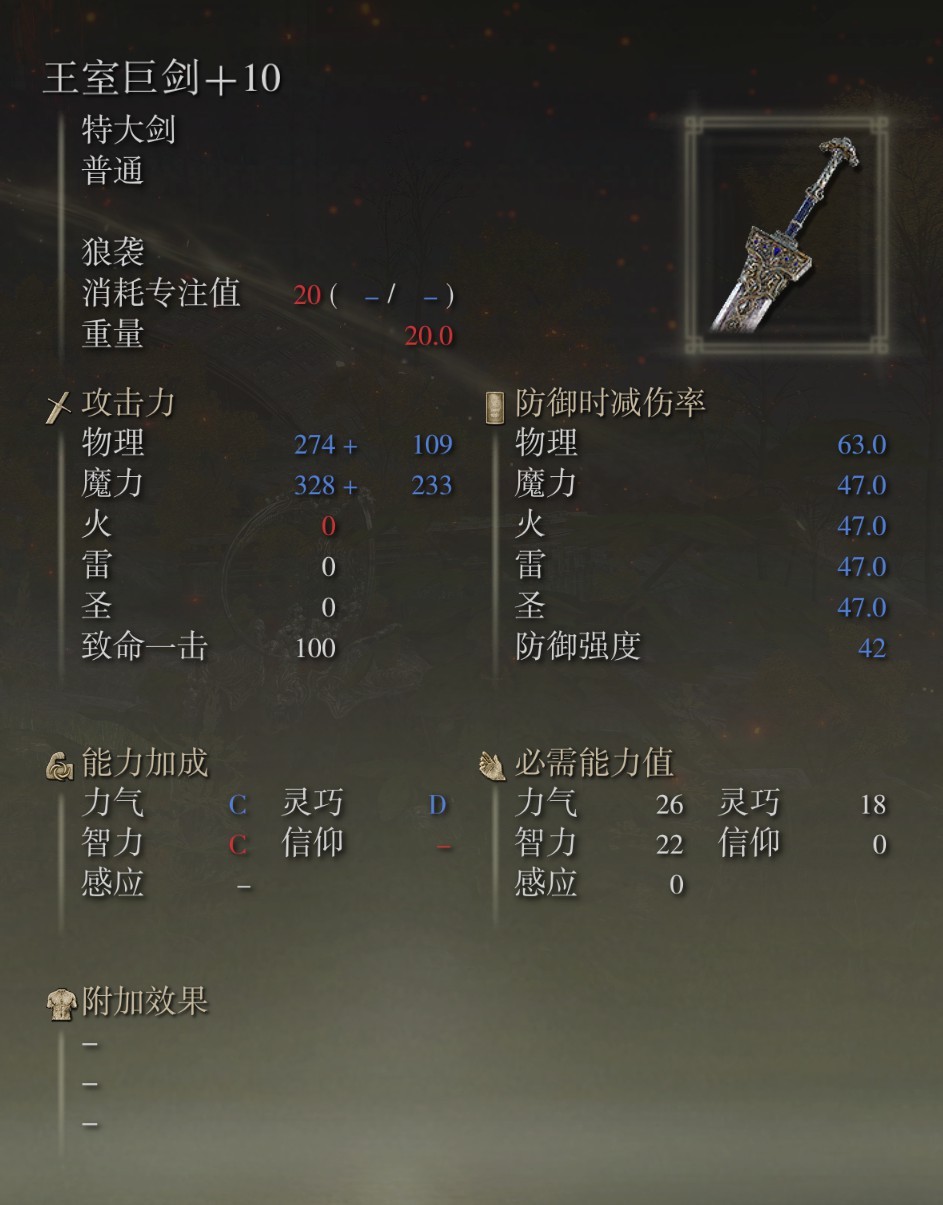 王室巨剑+10
特大剑
普通
狼袭
消耗专注值 20 ( – / – )
重量 20.0
攻击力
物理 274 + 109
魔力 328 + 233
火 0
雷 0
圣 0
致命一击 100
防御时减伤率
物理 63.0
魔力 47.0
火 47.0
雷 47.0
圣 47.0
防御强度 42
能力加成
力气 C 灵巧 D
智力 C 信仰 –
感应 –
必需能力值
力气 26 灵巧 18
智力 22 信仰 0
感应 0
附加效果
–
–
–